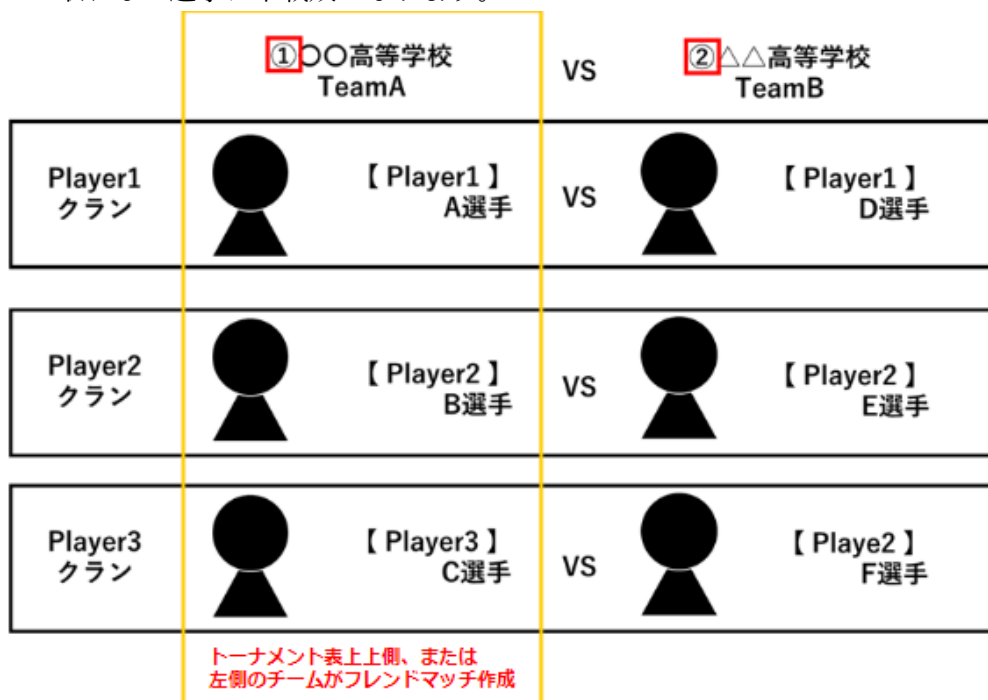 ①〇〇高等学校
TeamA
VS
②△△高等学校
TeamB
Player1
クラン
【 Player1 】
A選手
VS
【 Player1 】
D選手
Player2
クラン
【 Player2 】
B選手
VS
【 Player2 】
E選手
Player3
クラン
【 Player3 】
C選手
VS
【 Playe2 】
F選手
トーナメント表上上側、または
左側のチームがフレンドマッチ作成